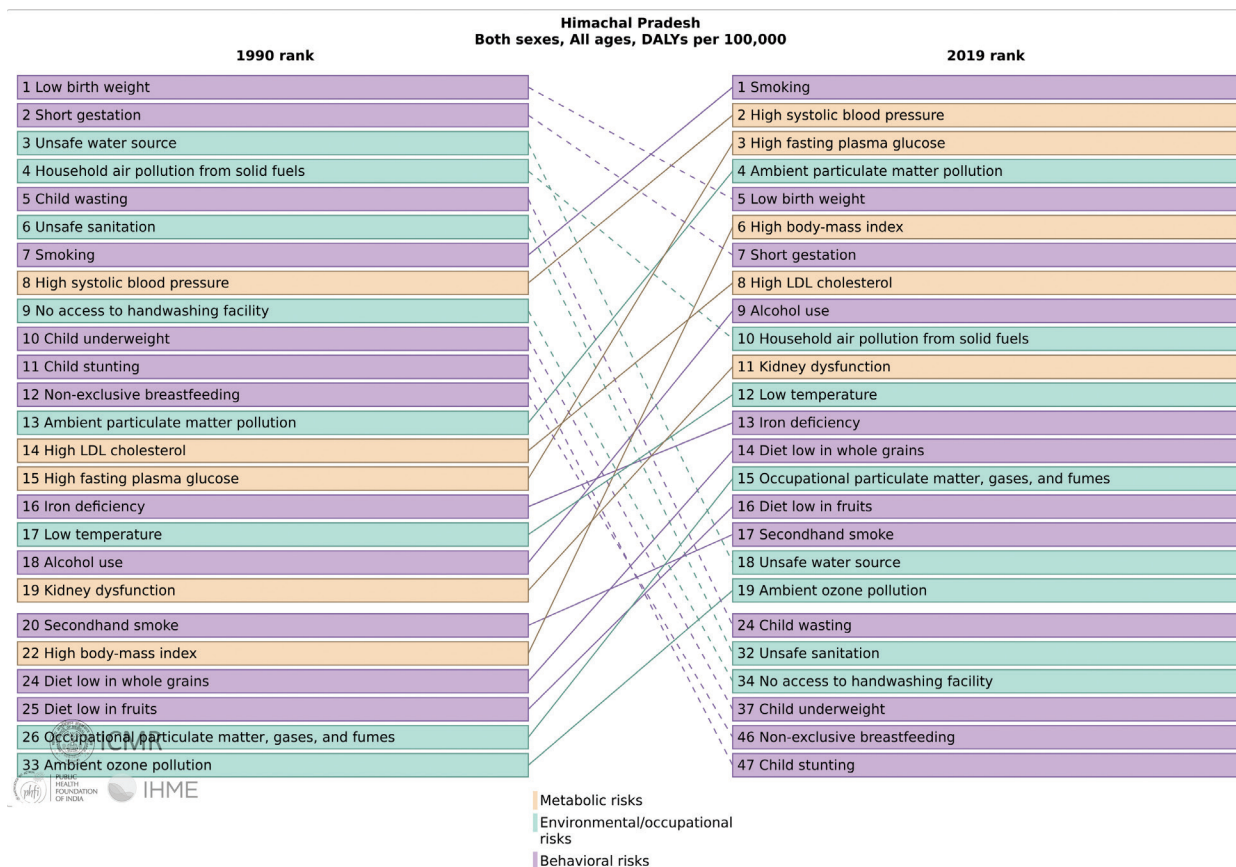 Himachal Pradesh
Both sexes, All ages, DALYs per 100,000
1990 rank
1 Low birth weight
2 Short gestation
3 Unsafe water source
4 Household air pollution from solid fuels
5 Child wasting
6 Unsafe sanitation
7 Smoking
8 High systolic blood pressure
9 No access to handwashing facility
10 Child underweight
11 Child stunting
12 Non-exclusive breastfeeding
13 Ambient particulate matter pollution
14 High LDL cholesterol
15 High fasting plasma glucose
16 Iron deficiency
17 Low temperature
18 Alcohol use
19 Kidney dysfunction
20 Secondhand smoke
22 High body-mass index
24 Diet low in whole grains
25 Diet low in fruits
26 Occupational particulate matter, gases, and fumes
33 Ambient ozone pollution
2019 rank
1 Smoking
2 High systolic blood pressure
3 High fasting plasma glucose
4 Ambient particulate matter pollution
5 Low birth weight
6 High body-mass index
7 Short gestation
8 High LDL cholesterol
9 Alcohol use
10 Household air pollution from solid fuels
11 Kidney dysfunction
12 Low temperature
13 Iron deficiency
14 Diet low in whole grains
15 Occupational particulate matter, gases, and fumes
16 Diet low in fruits
17 Secondhand smoke
18 Unsafe water source
19 Ambient ozone pollution
24 Child wasting
32 Unsafe sanitation
34 No access to handwashing facility
37 Child underweight
46 Non-exclusive breastfeeding
47 Child stunting
ICMR
phfi
PUBLIC
HEALTH
FOUNDATION
OF INDIA
IHME
Metabolic risks
Environmental/occupational
risks
Behavioral risks